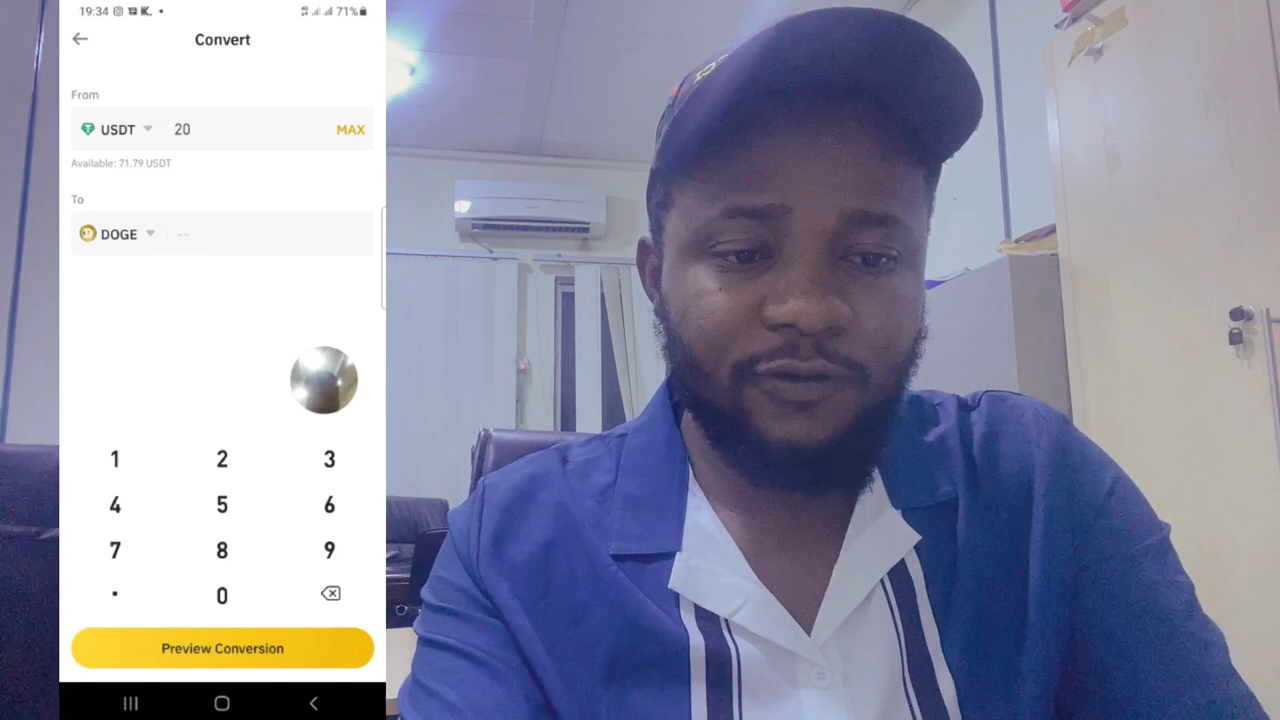 19:34 71%
Convert
From
USDT 20 MAX
Available: 71.79 USDT
To
DOGE --
1 2 3
4 5 6
7 8 9
. 0
Preview Conversion